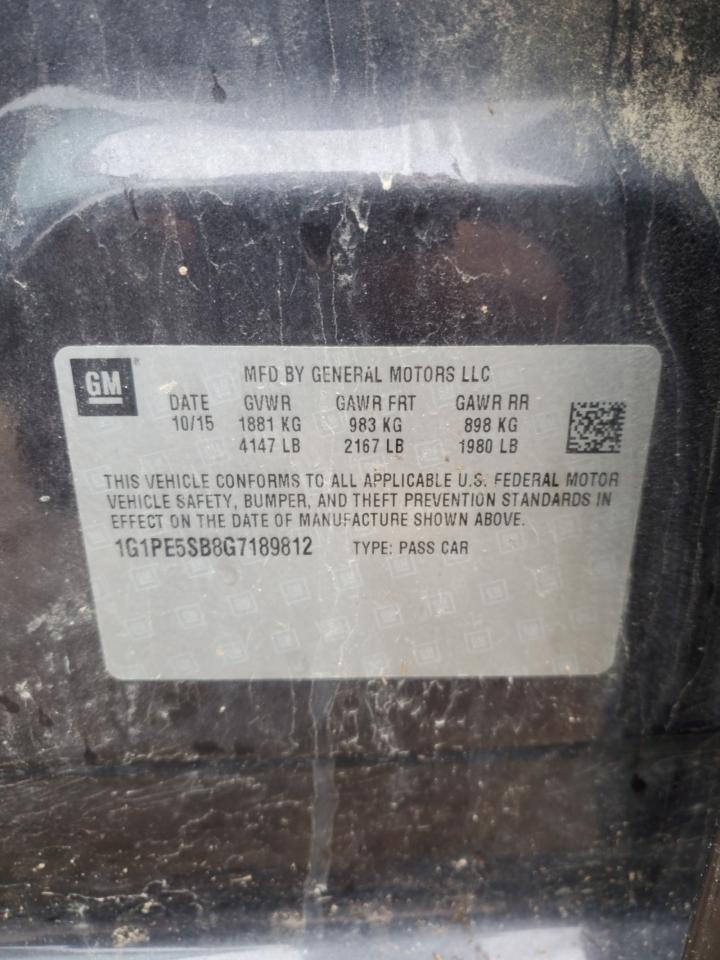 GM
MFD BY GENERAL MOTORS LLC
DATE GVWR GAWR FRT GAWR RR
10/15 1881 KG 983 KG 898 KG
4147 LB 2167 LB 1980 LB
THIS VEHICLE CONFORMS TO ALL APPLICABLE U.S. FEDERAL MOTOR
VEHICLE SAFETY, BUMPER, AND THEFT PREVENTION STANDARDS IN
EFFECT ON THE DATE OF MANUFACTURE SHOWN ABOVE.
1G1PE5SB8G7189812 TYPE: PASS CAR